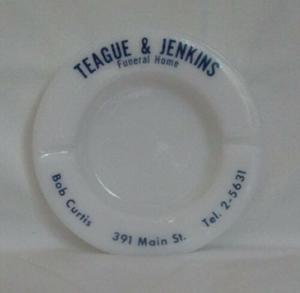 TEAGUE & JENKINS
Funeral Home
Bob Curtis
391 Main St.
Tel. 2-5631